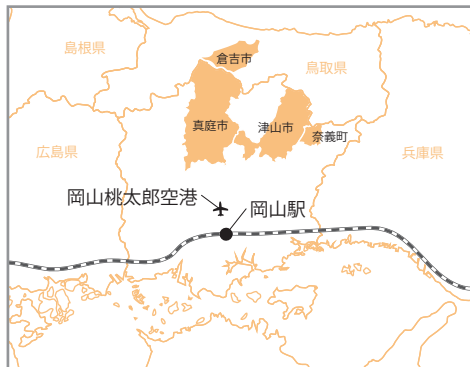 島根県
倉吉市
鳥取県
真庭市
津山市
奈義町
広島県
兵庫県
岡山桃太郎空港
岡山駅